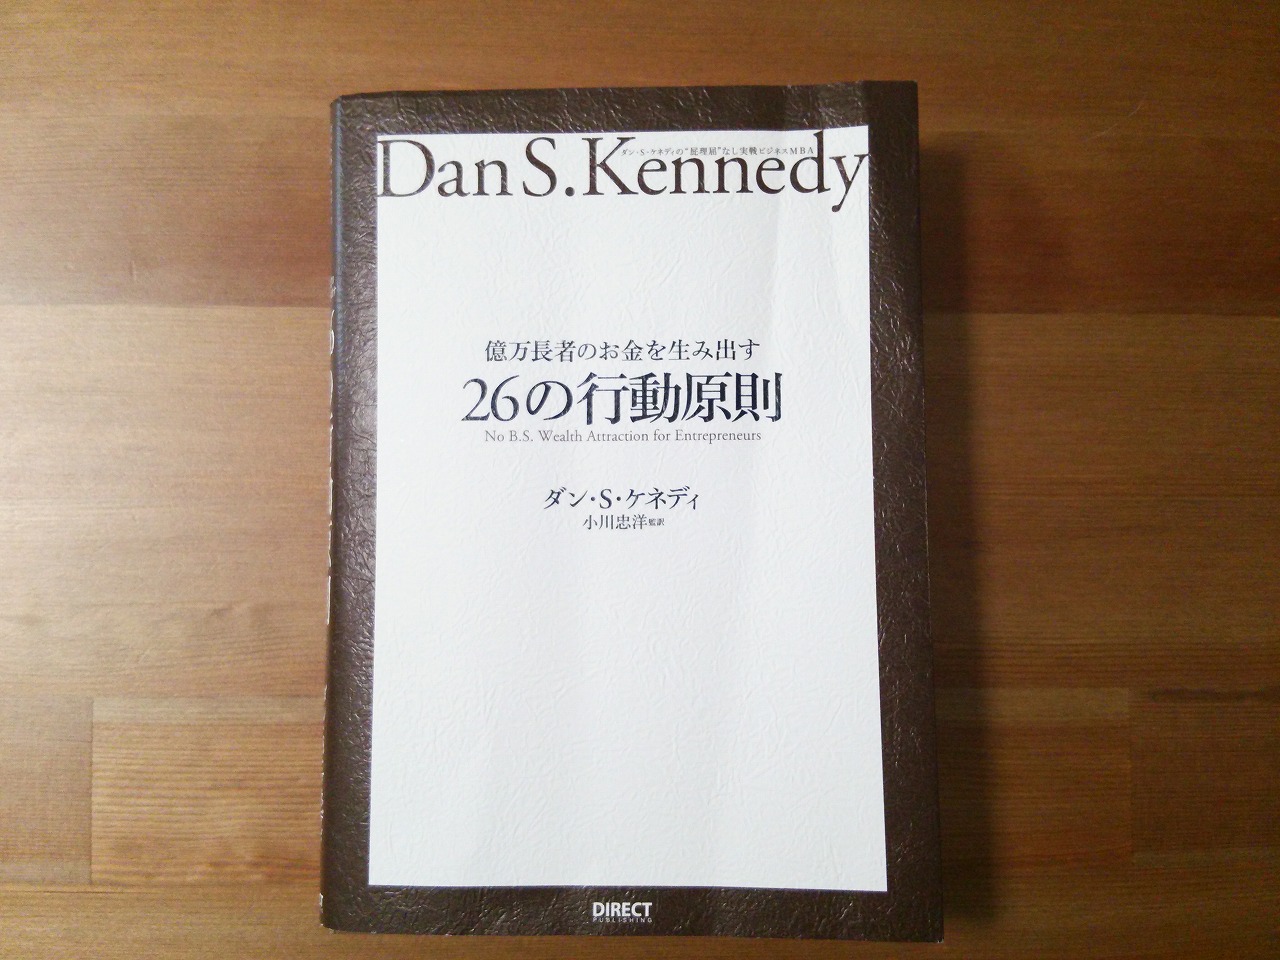 Dan S. Kennedy
ダン・S・ケネディの"屁理屈"なし実戦ビジネスMBA
億万長者のお金を生み出す
26の行動原則
No B.S. Wealth Attraction for Entrepreneurs
ダン・S・ケネディ
小川忠洋 監訳
DIRECT
PUBLISHING